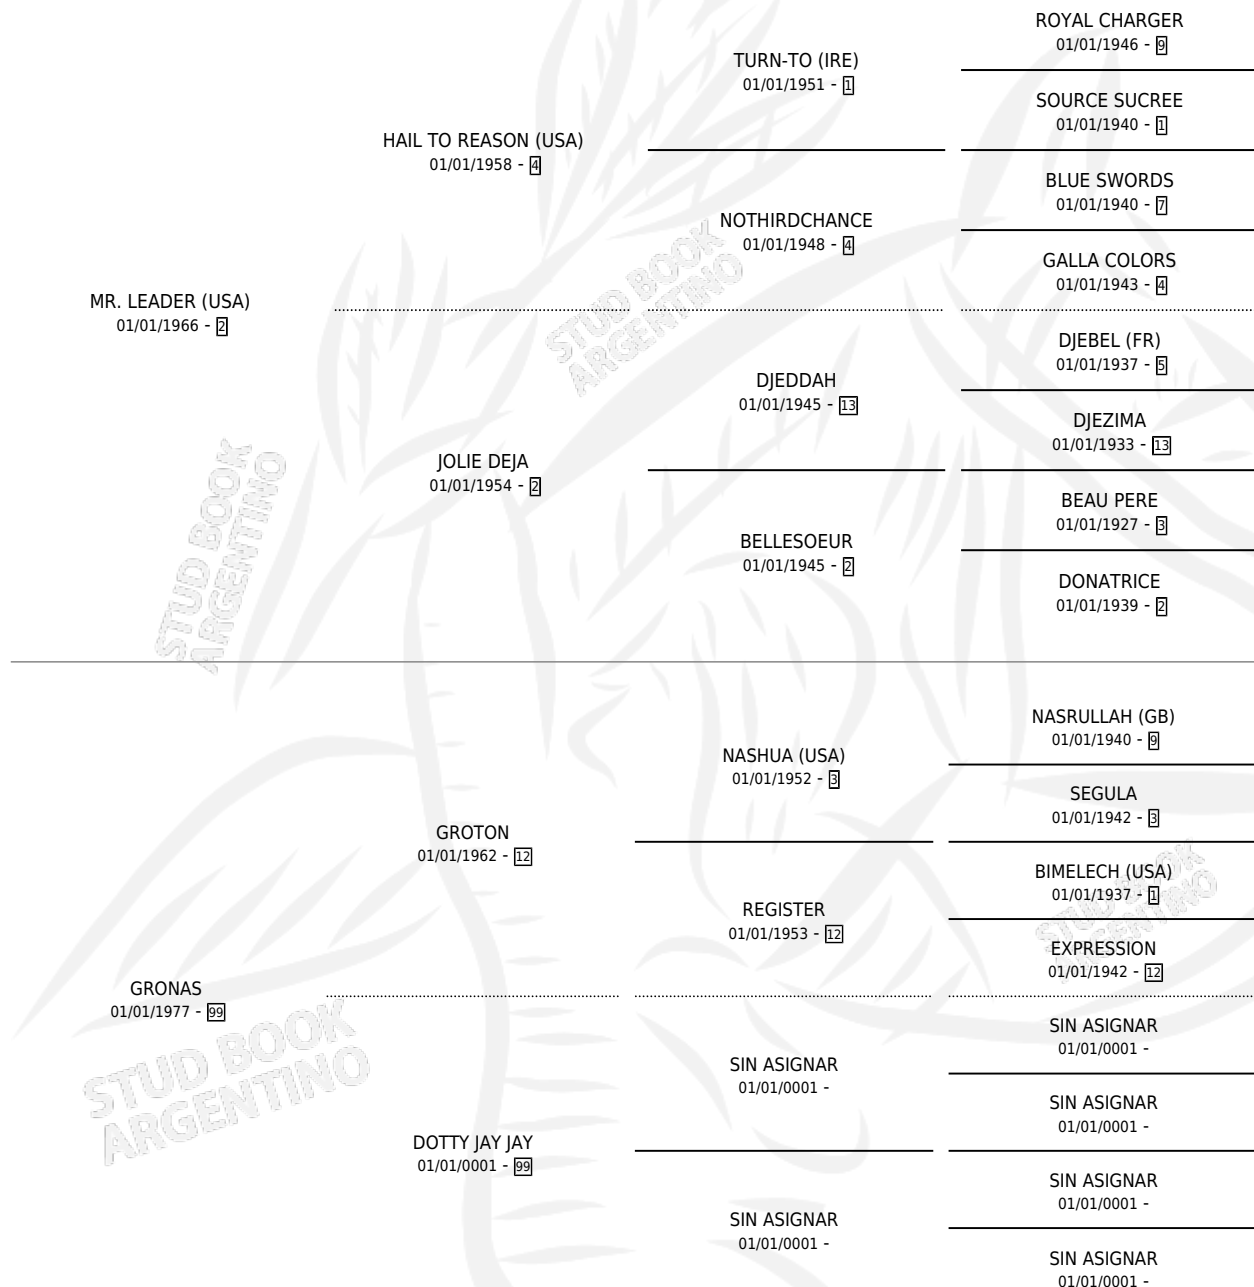 ROYAL CHARGER
01/01/1946 - 9
TURN-TO (IRE)
01/01/1951 - 1
SOURCE SUCREE
01/01/1940 - 1
HAIL TO REASON (USA)
01/01/1958 - 4
BLUE SWORDS
01/01/1940 - 7
NOTHIRDCHANCE
01/01/1948 - 4
GALLA COLORS
01/01/1943 - 4
MR. LEADER (USA)
01/01/1966 - 2
DJEBEL (FR)
01/01/1937 - 5
DJEDDAH
01/01/1945 - 13
DJEZIMA
01/01/1933 - 13
JOLIE DEJA
01/01/1954 - 2
BEAU PERE
01/01/1927 - 3
BELLESOEUR
01/01/1945 - 2
DONATRICE
01/01/1939 - 2
STUD BOOK
ARGENTINO
STUD BOOK
ARGENTINO
NASRULLAH (GB)
01/01/1940 - 9
NASHUA (USA)
01/01/1952 - 3
SEGULA
01/01/1942 - 3
GROTON
01/01/1962 - 12
BIMELECH (USA)
01/01/1937 - 1
REGISTER
01/01/1953 - 12
EXPRESSION
01/01/1942 - 12
STUD BOOK
ARGENTINO
GRONAS
01/01/1977 - 99
SIN ASIGNAR
01/01/0001 -
SIN ASIGNAR
01/01/0001 -
SIN ASIGNAR
01/01/0001 -
DOTTY JAY JAY
01/01/0001 - 99
SIN ASIGNAR
01/01/0001 -
SIN ASIGNAR
01/01/0001 -
SIN ASIGNAR
01/01/0001 -
STUD BOOK
ARGENTINO